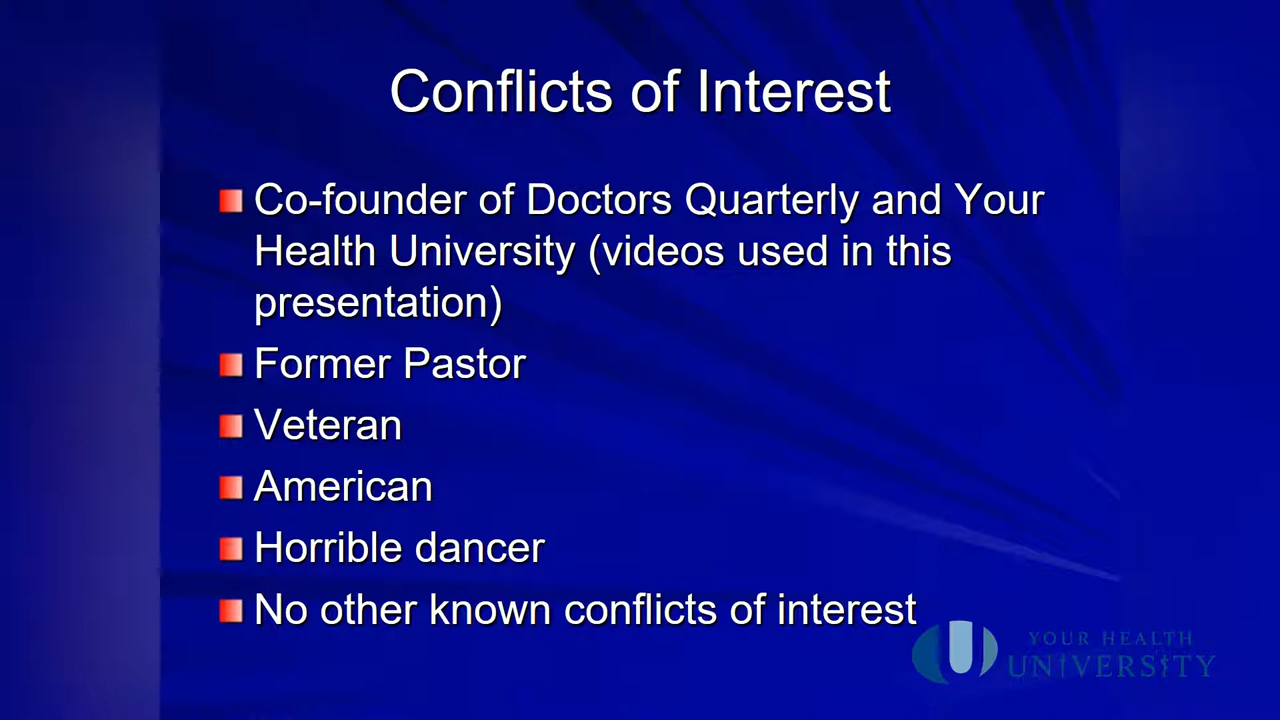 Conflicts of Interest
Co-founder of Doctors Quarterly and Your
Health University (videos used in this
presentation)
Former Pastor
Veteran
American
Horrible dancer
No other known conflicts of interest
YOUR HEALTH
UNIVERSITY